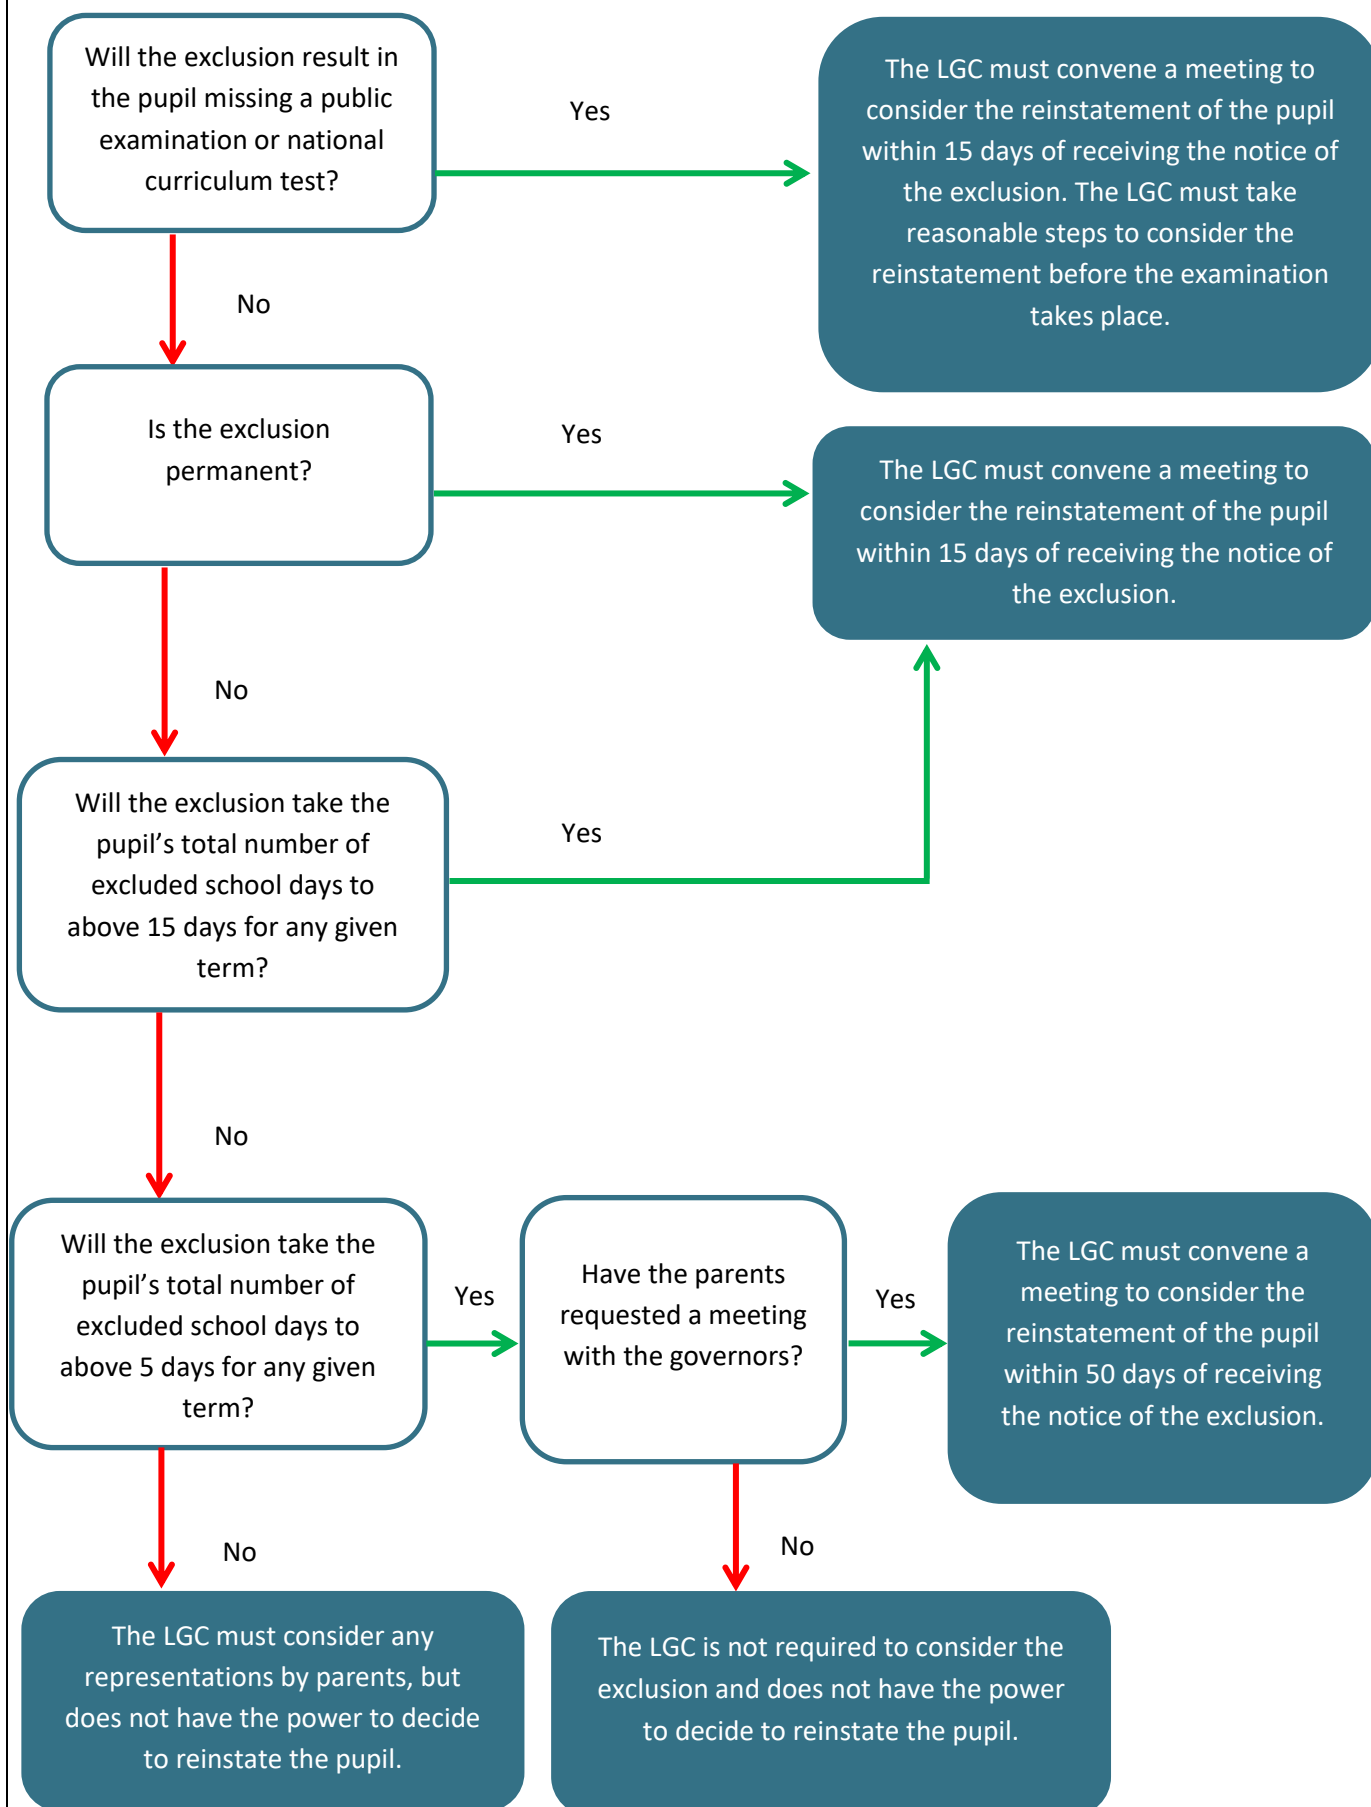 Will the exclusion result in
the pupil missing a public
examination or national
curriculum test?
Yes
The LGC must convene a meeting to
consider the reinstatement of the pupil
within 15 days of receiving the notice of
the exclusion. The LGC must take
reasonable steps to consider the
reinstatement before the examination
takes place.
No
Is the exclusion
permanent?
Yes
The LGC must convene a meeting to
consider the reinstatement of the pupil
within 15 days of receiving the notice of
the exclusion.
No
Will the exclusion take the
pupil’s total number of
excluded school days to
above 15 days for any given
term?
Yes
No
Will the exclusion take the
pupil’s total number of
excluded school days to
above 5 days for any given
term?
Yes
Have the parents
requested a meeting
with the governors?
Yes
The LGC must convene a
meeting to consider the
reinstatement of the pupil
within 50 days of receiving
the notice of the exclusion.
No
No
The LGC must consider any
representations by parents, but
does not have the power to decide
to reinstate the pupil.
The LGC is not required to consider the
exclusion and does not have the power
to decide to reinstate the pupil.